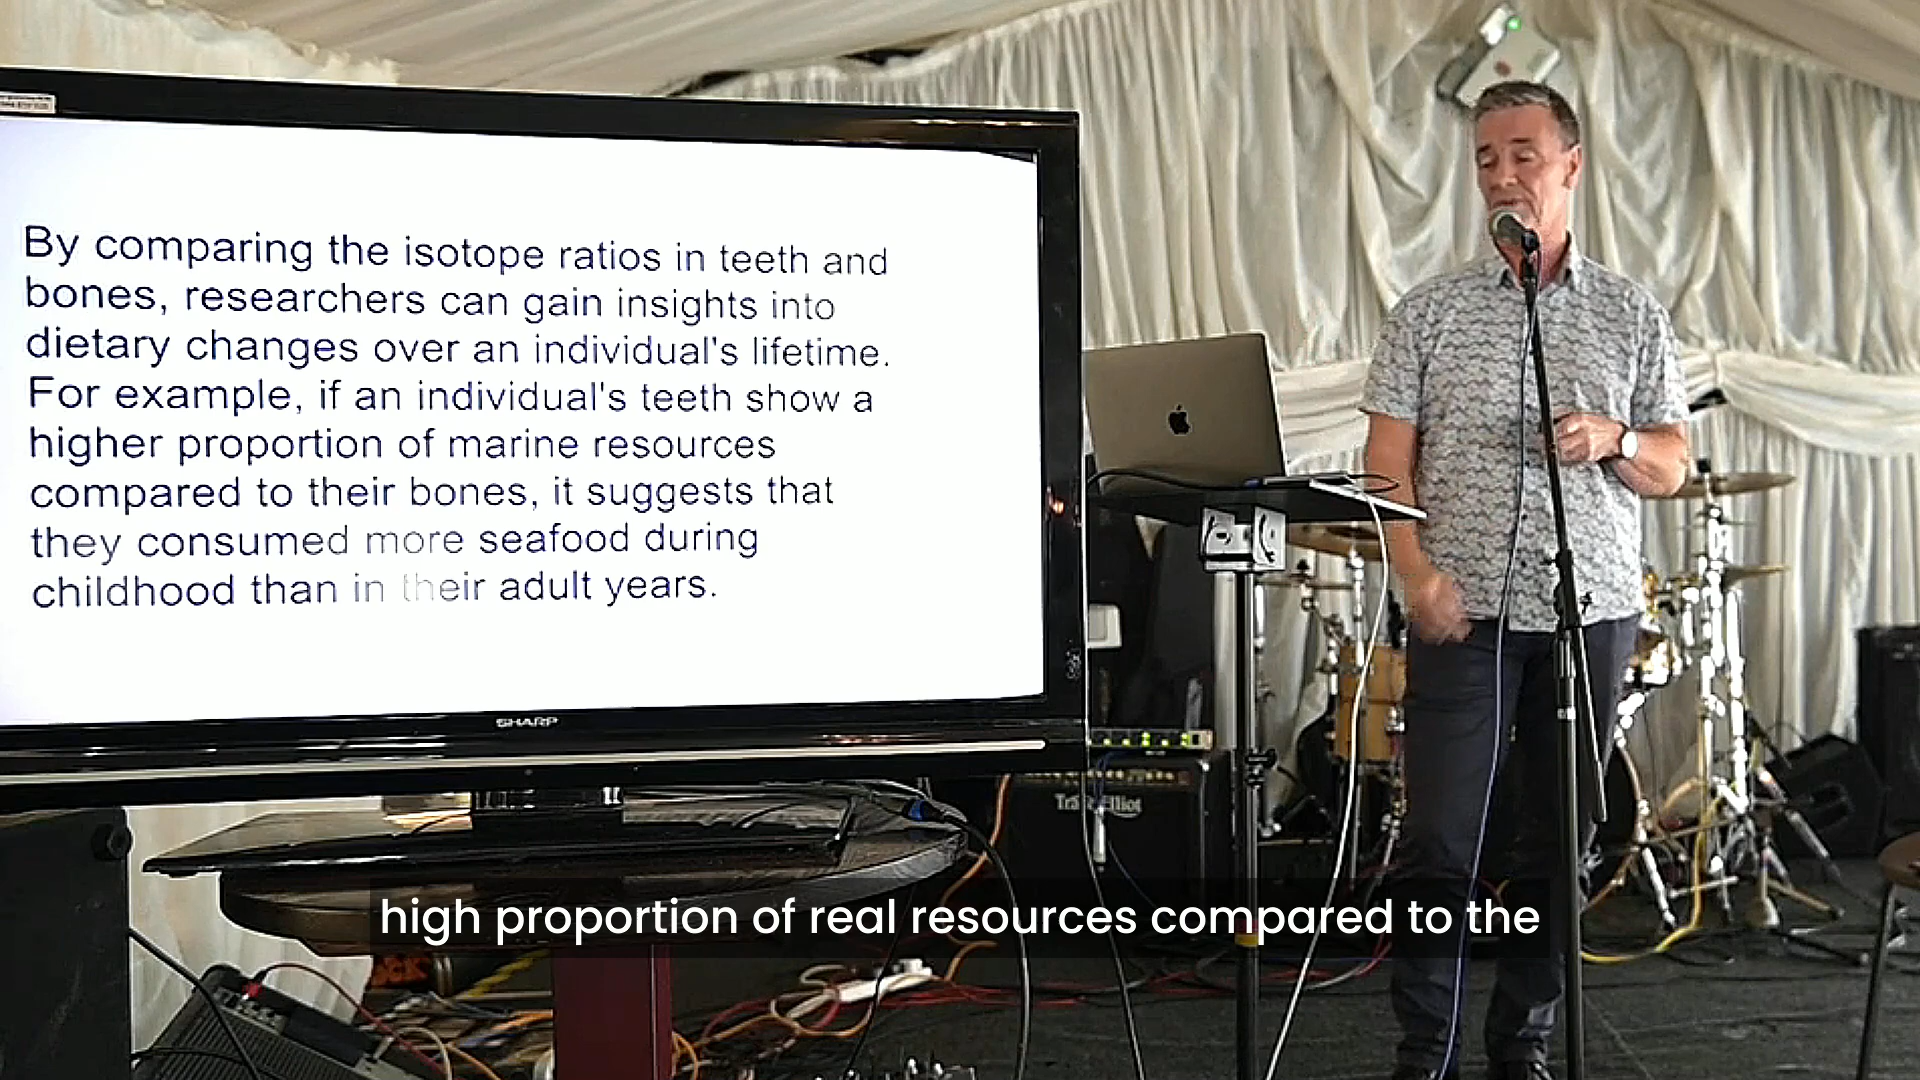 By comparing the isotope ratios in teeth and
bones, researchers can gain insights into
dietary changes over an individual's lifetime.
For example, if an individual's teeth show a
higher proportion of marine resources
compared to their bones, it suggests that
they consumed more seafood during
childhood than in their adult years.
SHARP
Trace Elliot
high proportion of real resources compared to the